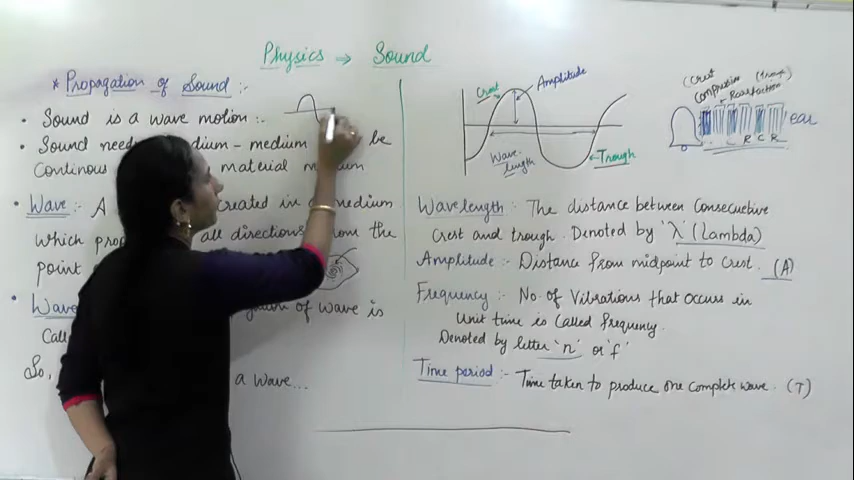 Physics → Sound
* Propagation of Sound :-
• Sound is a wave motion :-
• Sound needs medium - medium be
Continous material medium
• Wave :- A created in a medium
Which all directions from the
point
• Wave of wave is
Call
So, a wave...
Crest
Amplitude
Wave length
Trough
(Crest
(Trough)
Compression
Rarefaction
C R C R
ear
Wavelength :- The distance between Consecuetive
Crest and trough. Denoted by 'λ' (Lambda)
Amplitude :- Distance from midpoint to Crest. (A)
Frequency :- No. of Vibrations that occurs in
Unit time is Called frequency.
Denoted by letter 'n' or 'f'
Time period :- Time taken to produce one complete wave. (T)